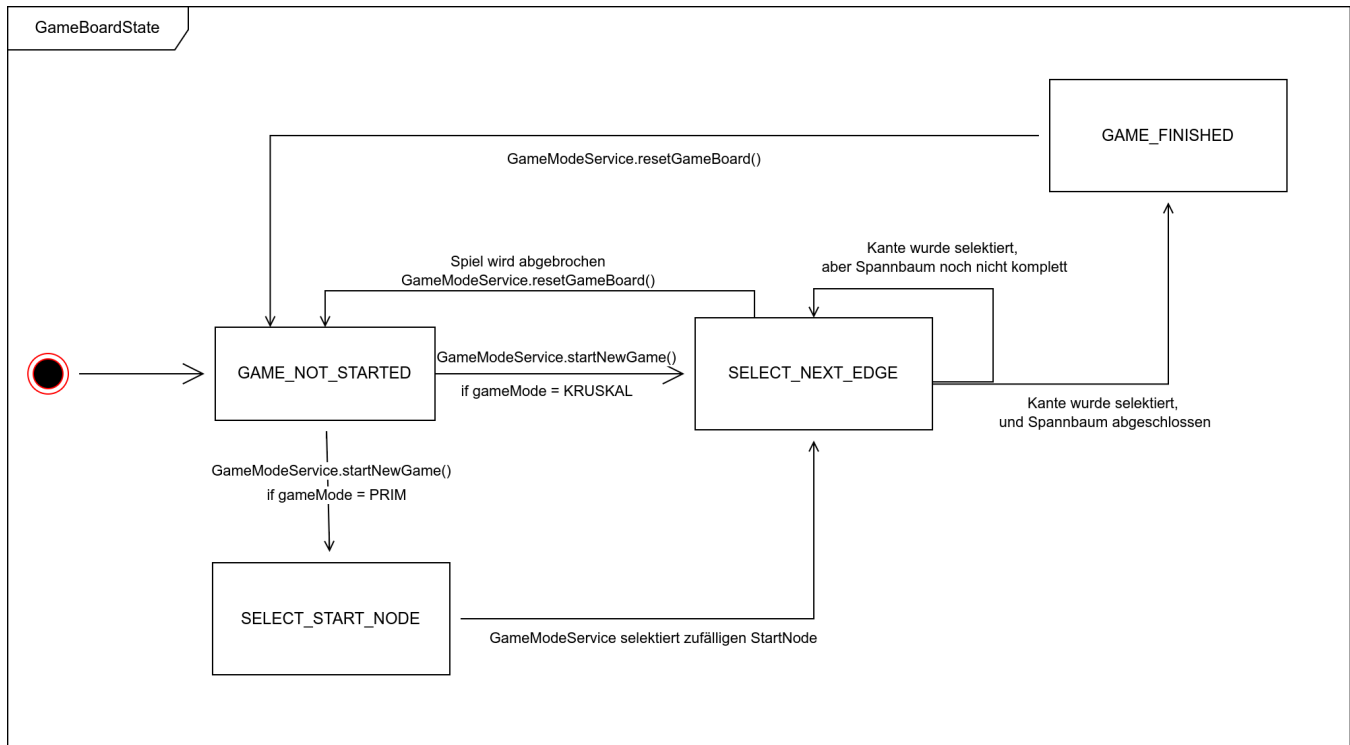 GameBoardState
GAME_FINISHED
GameModeService.resetGameBoard()
Kante wurde selektiert,
aber Spannbaum noch nicht komplett
Spiel wird abgebrochen
GameModeService.resetGameBoard()
GAME_NOT_STARTED
GameModeService.startNewGame()
if gameMode = KRUSKAL
SELECT_NEXT_EDGE
Kante wurde selektiert,
und Spannbaum abgeschlossen
GameModeService.startNewGame()
if gameMode = PRIM
SELECT_START_NODE
GameModeService selektiert zufälligen StartNode